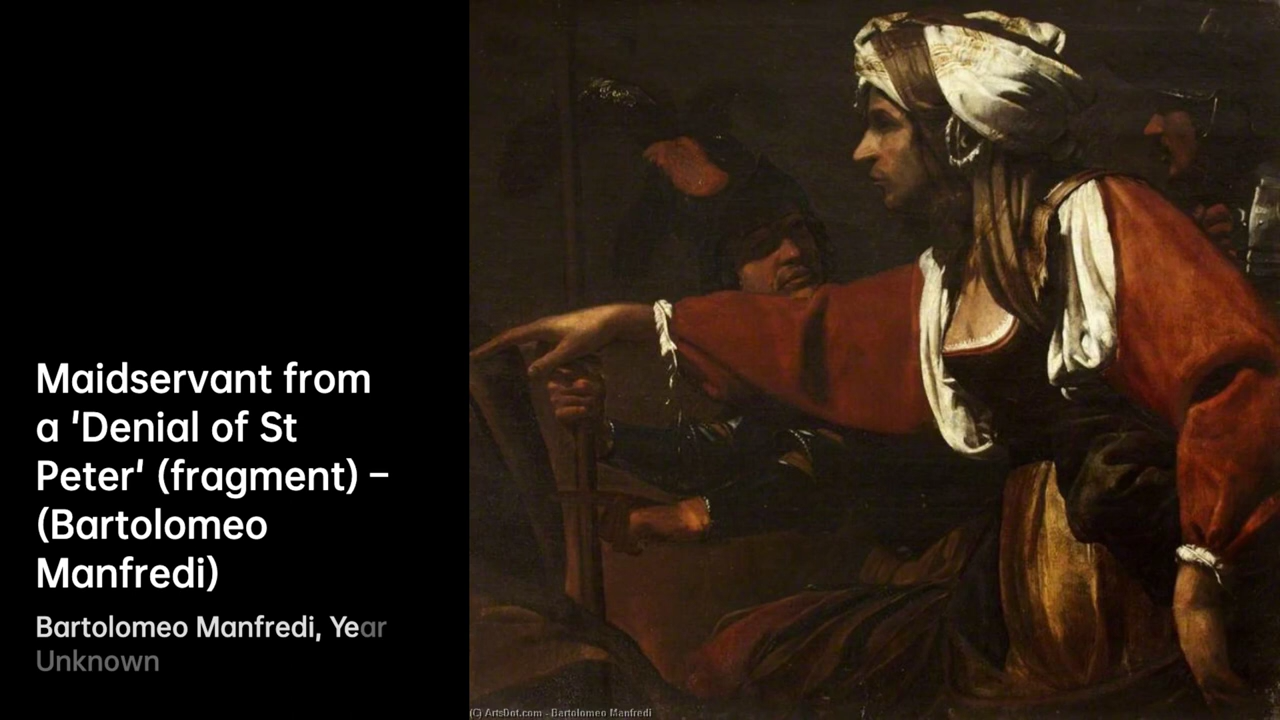 Maidservant from
a 'Denial of St
Peter' (fragment) –
(Bartolomeo
Manfredi)
Bartolomeo Manfredi, Year
Unknown
(C) ArtsDot.com - Bartolomeo Manfredi